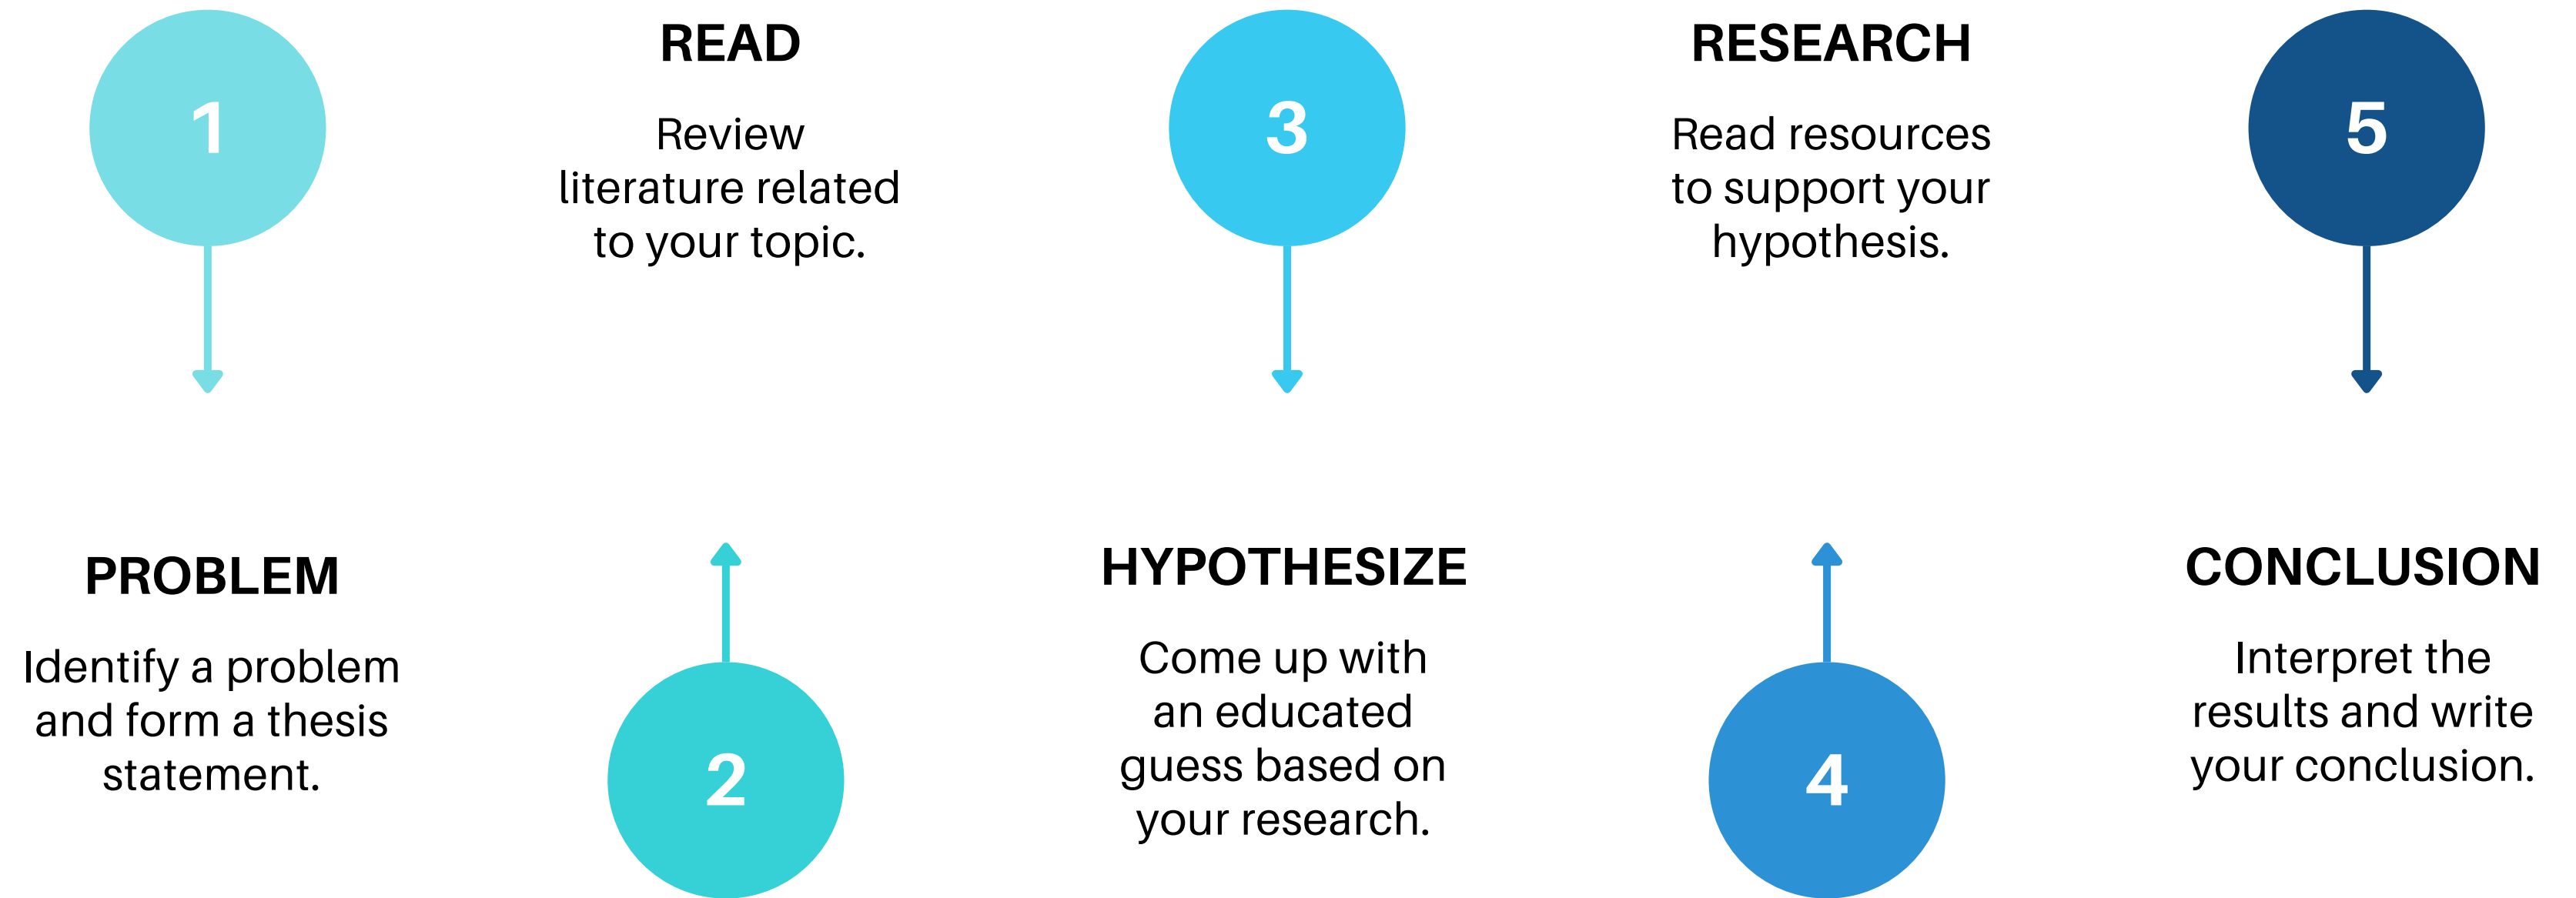 1
PROBLEM
Identify a problem
and form a thesis
statement.
2
READ
Review
literature related
to your topic.
3
HYPOTHESIZE
Come up with
an educated
guess based on
your research.
4
RESEARCH
Read resources
to support your
hypothesis.
5
CONCLUSION
Interpret the
results and write
your conclusion.